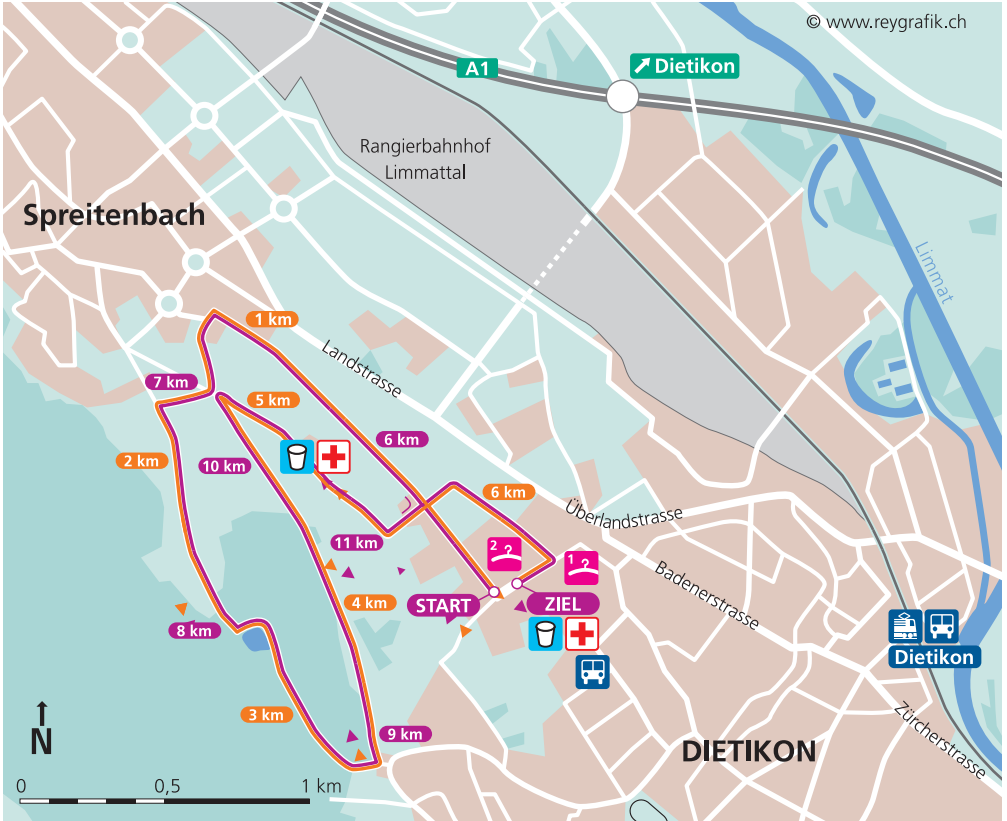 © www.reygrafik.ch
A1
Dietikon
Rangierbahnhof
Limmattal
Spreitenbach
Limmat
1 km
Landstrasse
7 km
5 km
6 km
2 km
10 km
6 km
Überlandstrasse
11 km
2
1
Badenerstrasse
4 km
START
ZIEL
8 km
Dietikon
3 km
9 km
Zürcherstrasse
N
DIETIKON
0 0,5 1 km